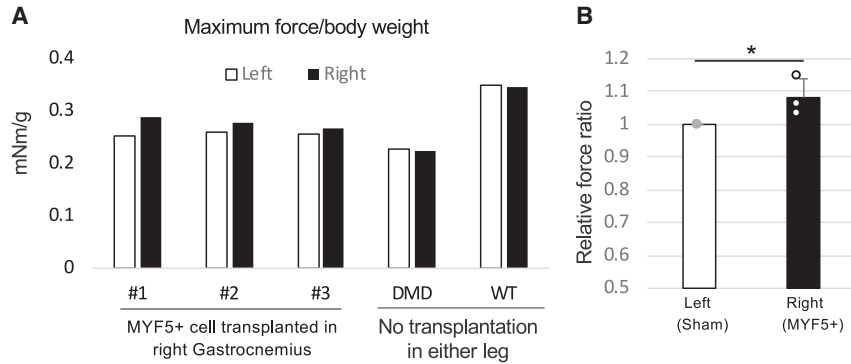 A
Maximum force/body weight
Left
Right
mNm/g
0.4
0.3
0.2
0.1
0
#1
#2
#3
DMD
WT
MYF5+ cell transplanted in
right Gastrocnemius
No transplantation
in either leg
B
*
Relative force ratio
1.2
1.1
1
0.9
0.8
0.7
0.6
0.5
Left
(Sham)
Right
(MYF5+)